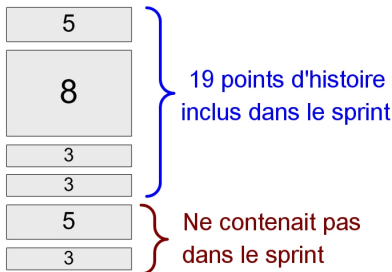 5
8
3
3
5
3
19 points d'histoire
inclus dans le sprint
Ne contenait pas
dans le sprint